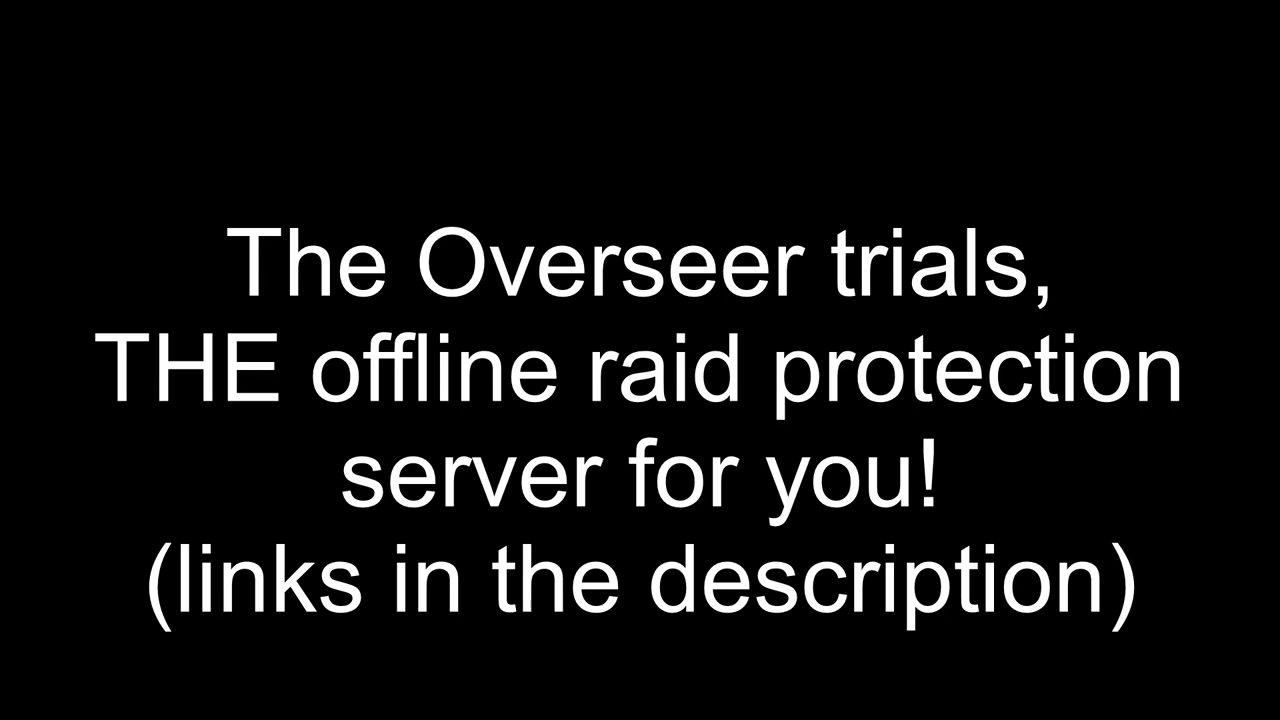 The Overseer trials,
THE offline raid protection
server for you!
(links in the description)